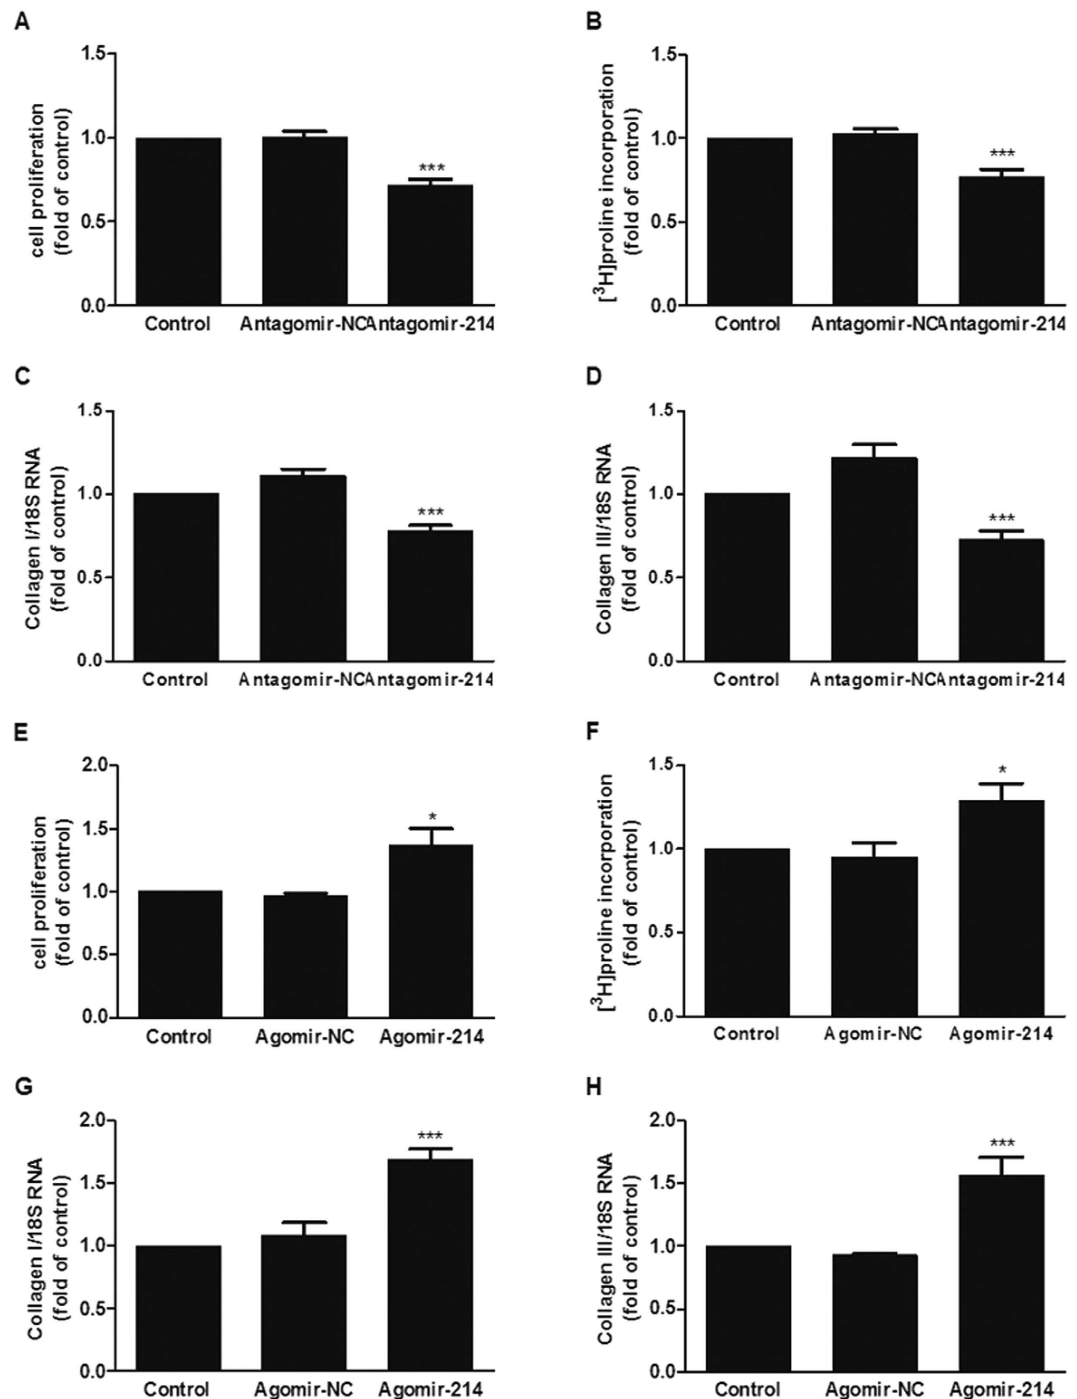 A
cell proliferation
(fold of control)
1.5
1.0
0.5
0.0
***
Control Antagomir-NC Antagomir-214
B
[³H]proline incorporation
(fold of control)
1.5
1.0
0.5
0.0
***
Control Antagomir-NC Antagomir-214
C
Collagen I/18S RNA
(fold of control)
1.5
1.0
0.5
0.0
***
Control Antagomir-NC Antagomir-214
D
Collagen III/18S RNA
(fold of control)
1.5
1.0
0.5
0.0
***
Control Antagomir-NC Antagomir-214
E
cell proliferation
(fold of control)
2.0
1.5
1.0
0.5
0.0
*
Control Agomir-NC Agomir-214
F
[³H]proline incorporation
(fold of control)
1.5
1.0
0.5
0.0
*
Control Agomir-NC Agomir-214
G
Collagen I/18S RNA
(fold of control)
2.0
1.5
1.0
0.5
0.0
***
Control Agomir-NC Agomir-214
H
Collagen III/18S RNA
(fold of control)
2.0
1.5
1.0
0.5
0.0
***
Control Agomir-NC Agomir-214